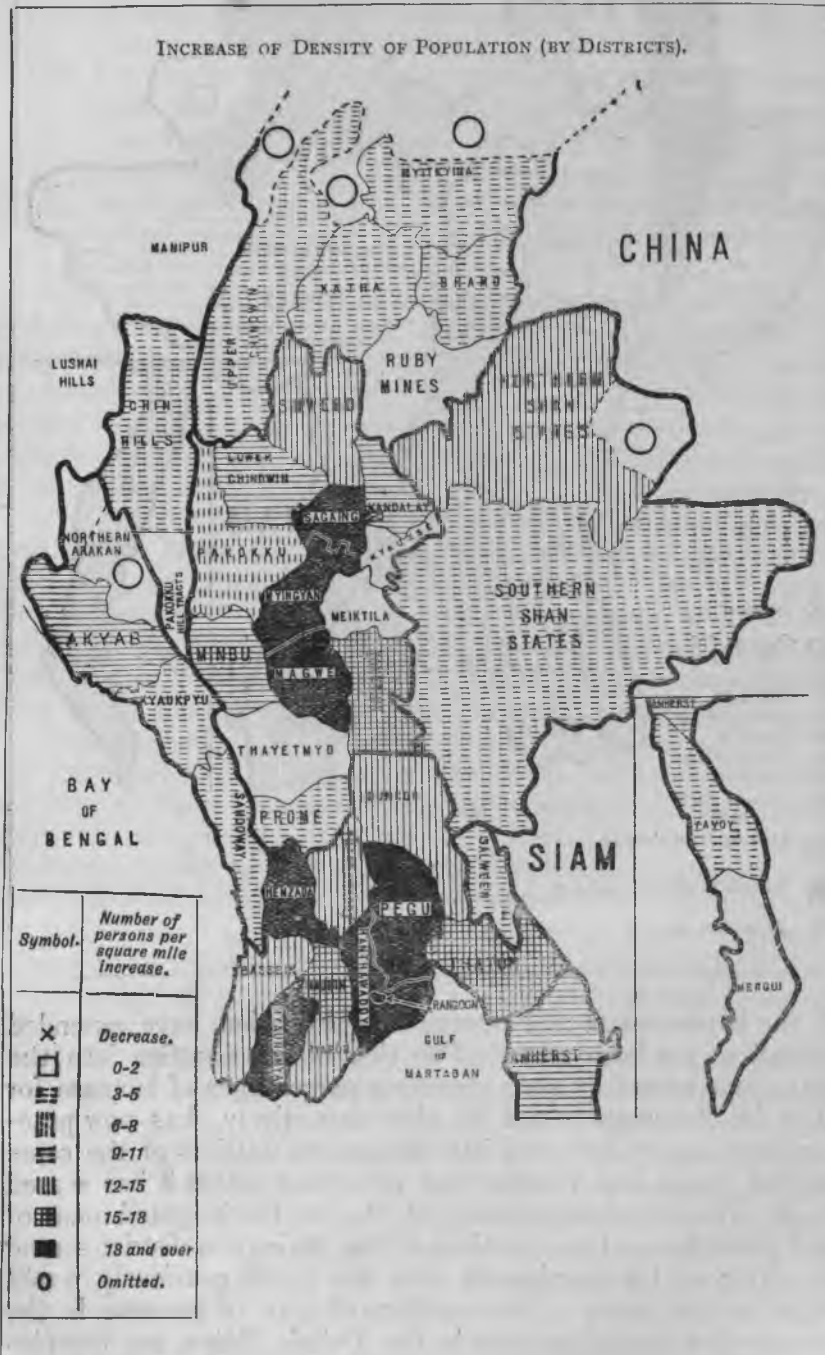 INCREASE OF DENSITY OF POPULATION (BY DISTRICTS).
MYITKYINA
MANIPUR
CHINA
KATHA
BHAMO
UPPER CHINDWIN
LUSHAI
HILLS
RUBY
MINES
CHIN
HILLS
SHWEBO
NORTHERN
SHAN
STATES
LOWER
CHINDWIN
SAGAING
MANDALAY
KYAUKSE
NORTHERN
ARAKAN
PAKOKKU
PAKOKKU
HILL TRACTS
MYINGYAN
MEIKTILA
SOUTHERN
SHAN
STATES
AKYAB
MINBU
MAGWE
KYAUKPYU
THAYETMYO
AMHERST
BAY
OF
BENGAL
SANDOWAY
PROME
TAVOY
SALWEEN
SIAM
HENZADA
PEGU
HANTHAWADDY
BASSEIN
THATON
RANGOON
MERGUI
GULF
OF
MARTABAN
AMHERST
Symbol.
Number of
persons per
square mile
increase.
× Decrease.
0-2
3-5
6-8
9-11
12-15
15-18
18 and over
O Omitted.